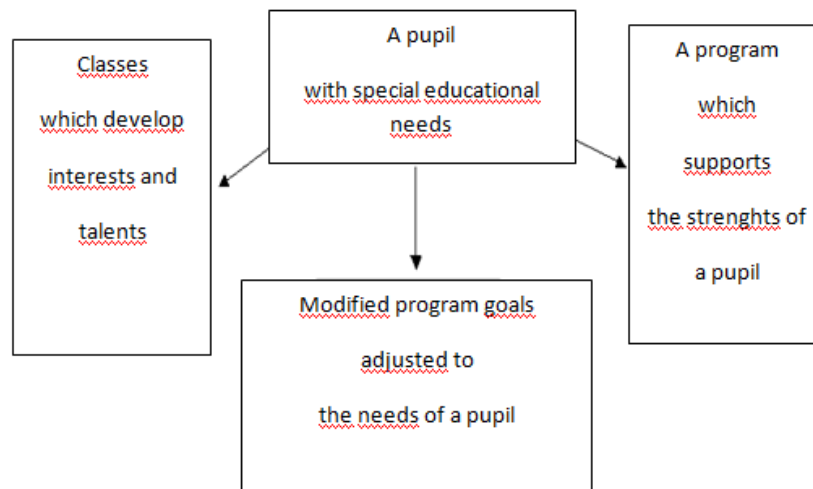 A pupil
with special educational
needs
Classes
which develop
interests and
talents
A program
which
supports
the strenghts of
a pupil
Modified program goals
adjusted to
the needs of a pupil